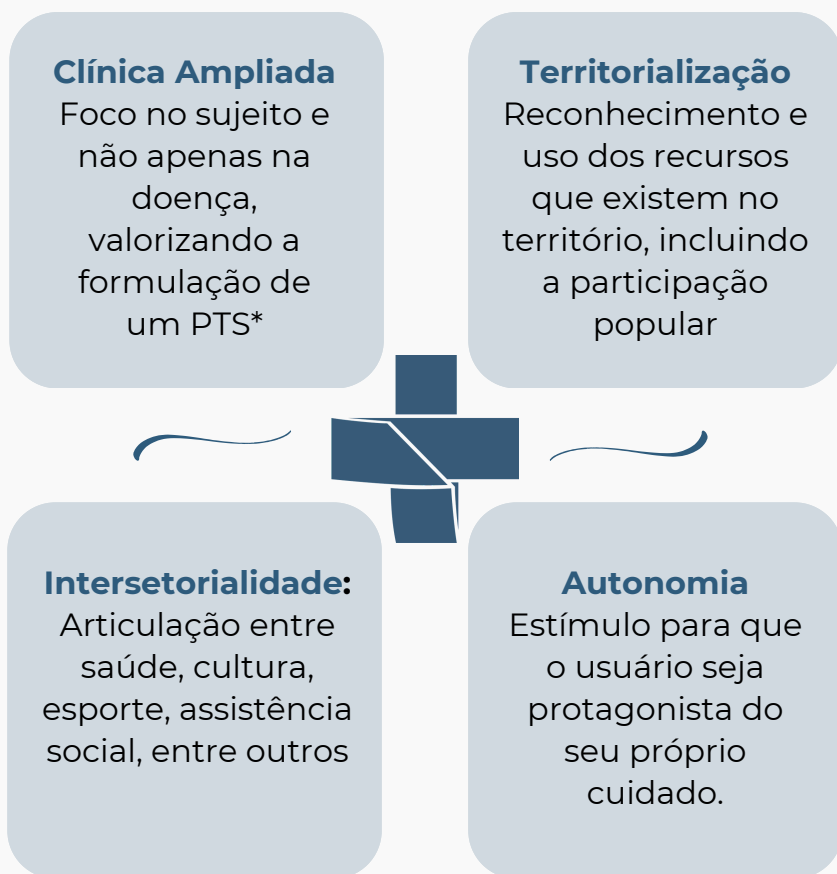 Clínica Ampliada
Foco no sujeito e
não apenas na
doença,
valorizando a
formulação de
um PTS*
Territorialização
Reconhecimento e
uso dos recursos
que existem no
território, incluindo
a participação
popular
Intersetorialidade:
Articulação entre
saúde, cultura,
esporte, assistência
social, entre outros
Autonomia
Estímulo para que
o usuário seja
protagonista do
seu próprio
cuidado.